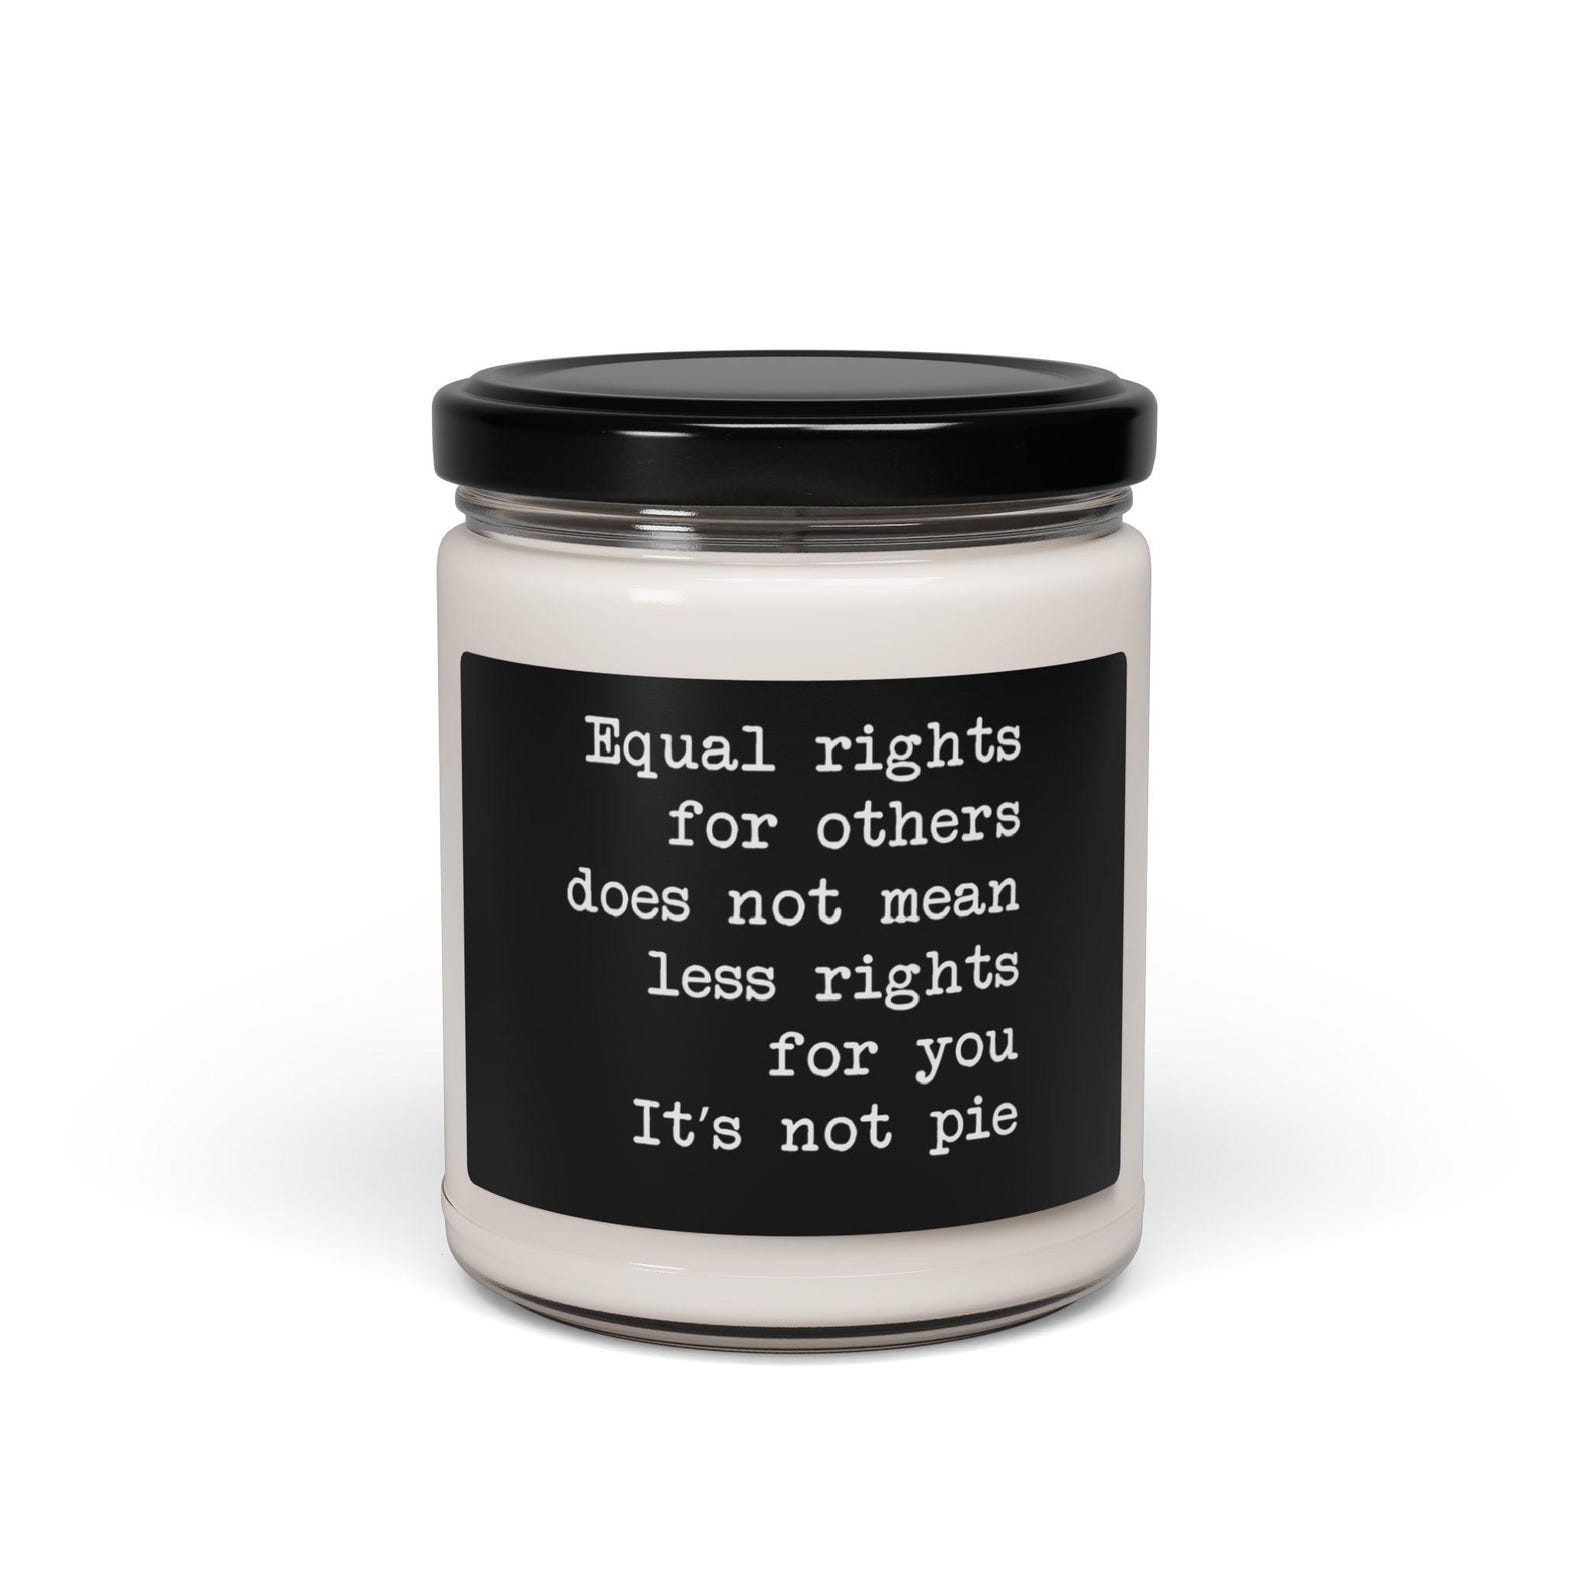 Equal rights
for others
does not mean
less rights
for you
It's not pie